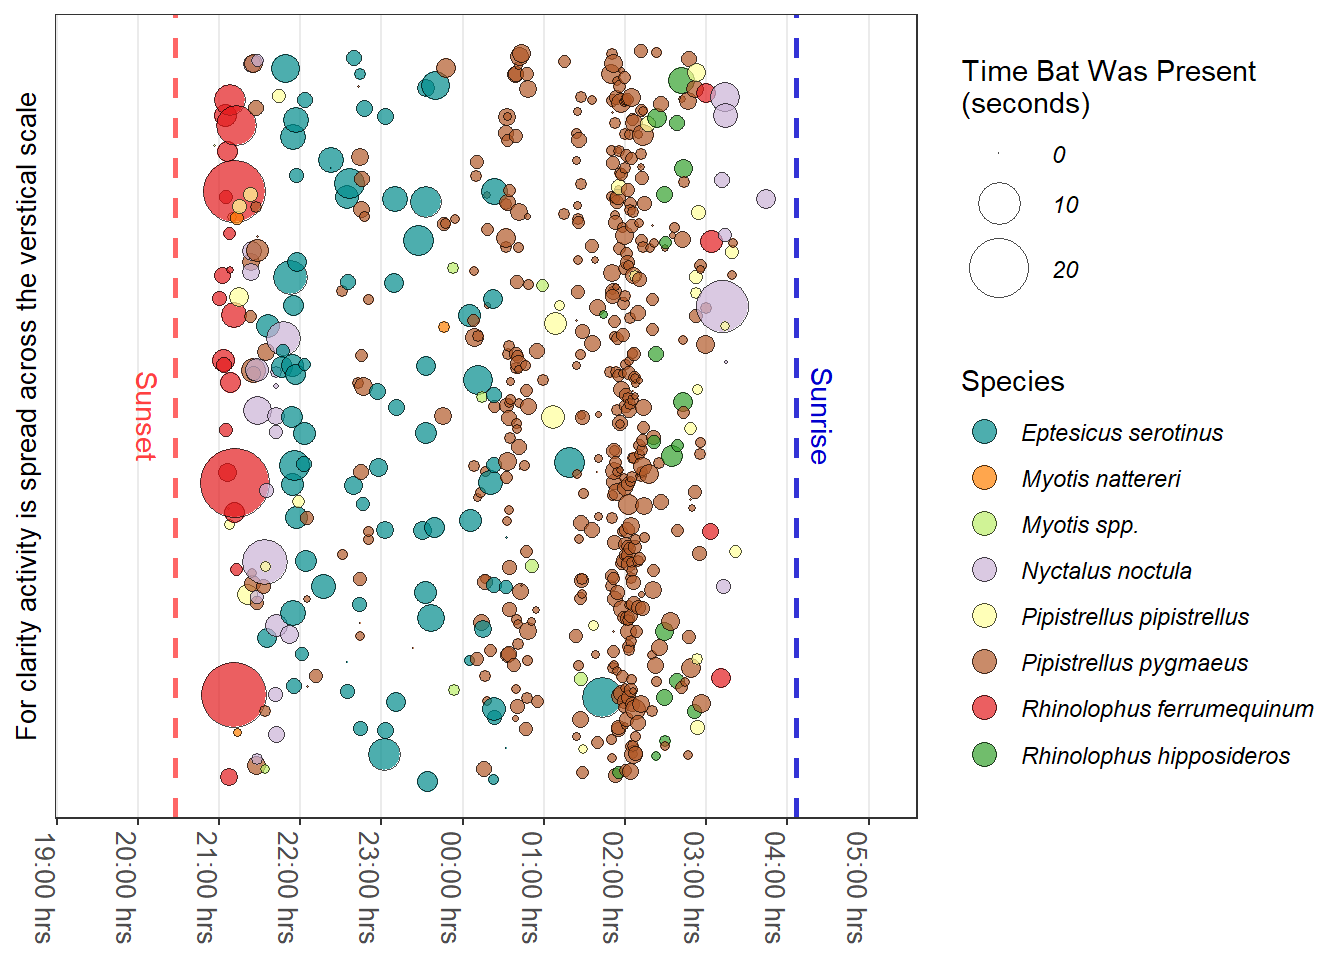 For clarity activity is spread across the verstical scale
Sunset
Sunrise
19:00 hrs
20:00 hrs
21:00 hrs
22:00 hrs
23:00 hrs
00:00 hrs
01:00 hrs
02:00 hrs
03:00 hrs
04:00 hrs
05:00 hrs
Time Bat Was Present
(seconds)
0
10
20
Species
Eptesicus serotinus
Myotis nattereri
Myotis spp.
Nyctalus noctula
Pipistrellus pipistrellus
Pipistrellus pygmaeus
Rhinolophus ferrumequinum
Rhinolophus hipposideros